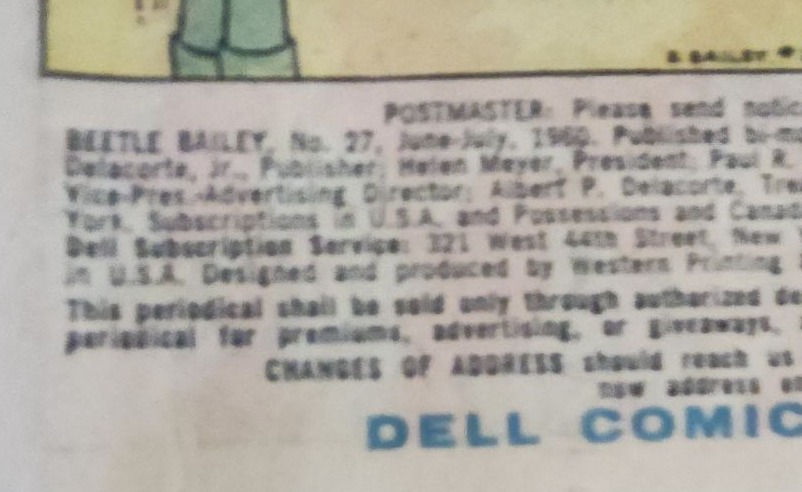 B BAILEY
POSTMASTER: Please send notic
BEETLE BAILEY, No. 27, June-July, 1960. Published bi-m
Delacorte, Jr., Publisher; Helen Meyer, President; Paul R.
Vice-Pres.-Advertising Director; Albert P. Delacorte, Tre
York. Subscriptions in U.S.A. and Possessions and Canad
Dell Subscription Service: 321 West 44th Street, New
in U.S.A. Designed and produced by Western Printing
This periodical shall be sold only through authorized de
periodical for premiums, advertising, or giveaways,
CHANGES OF ADDRESS should reach us
new address
DELL COMIC